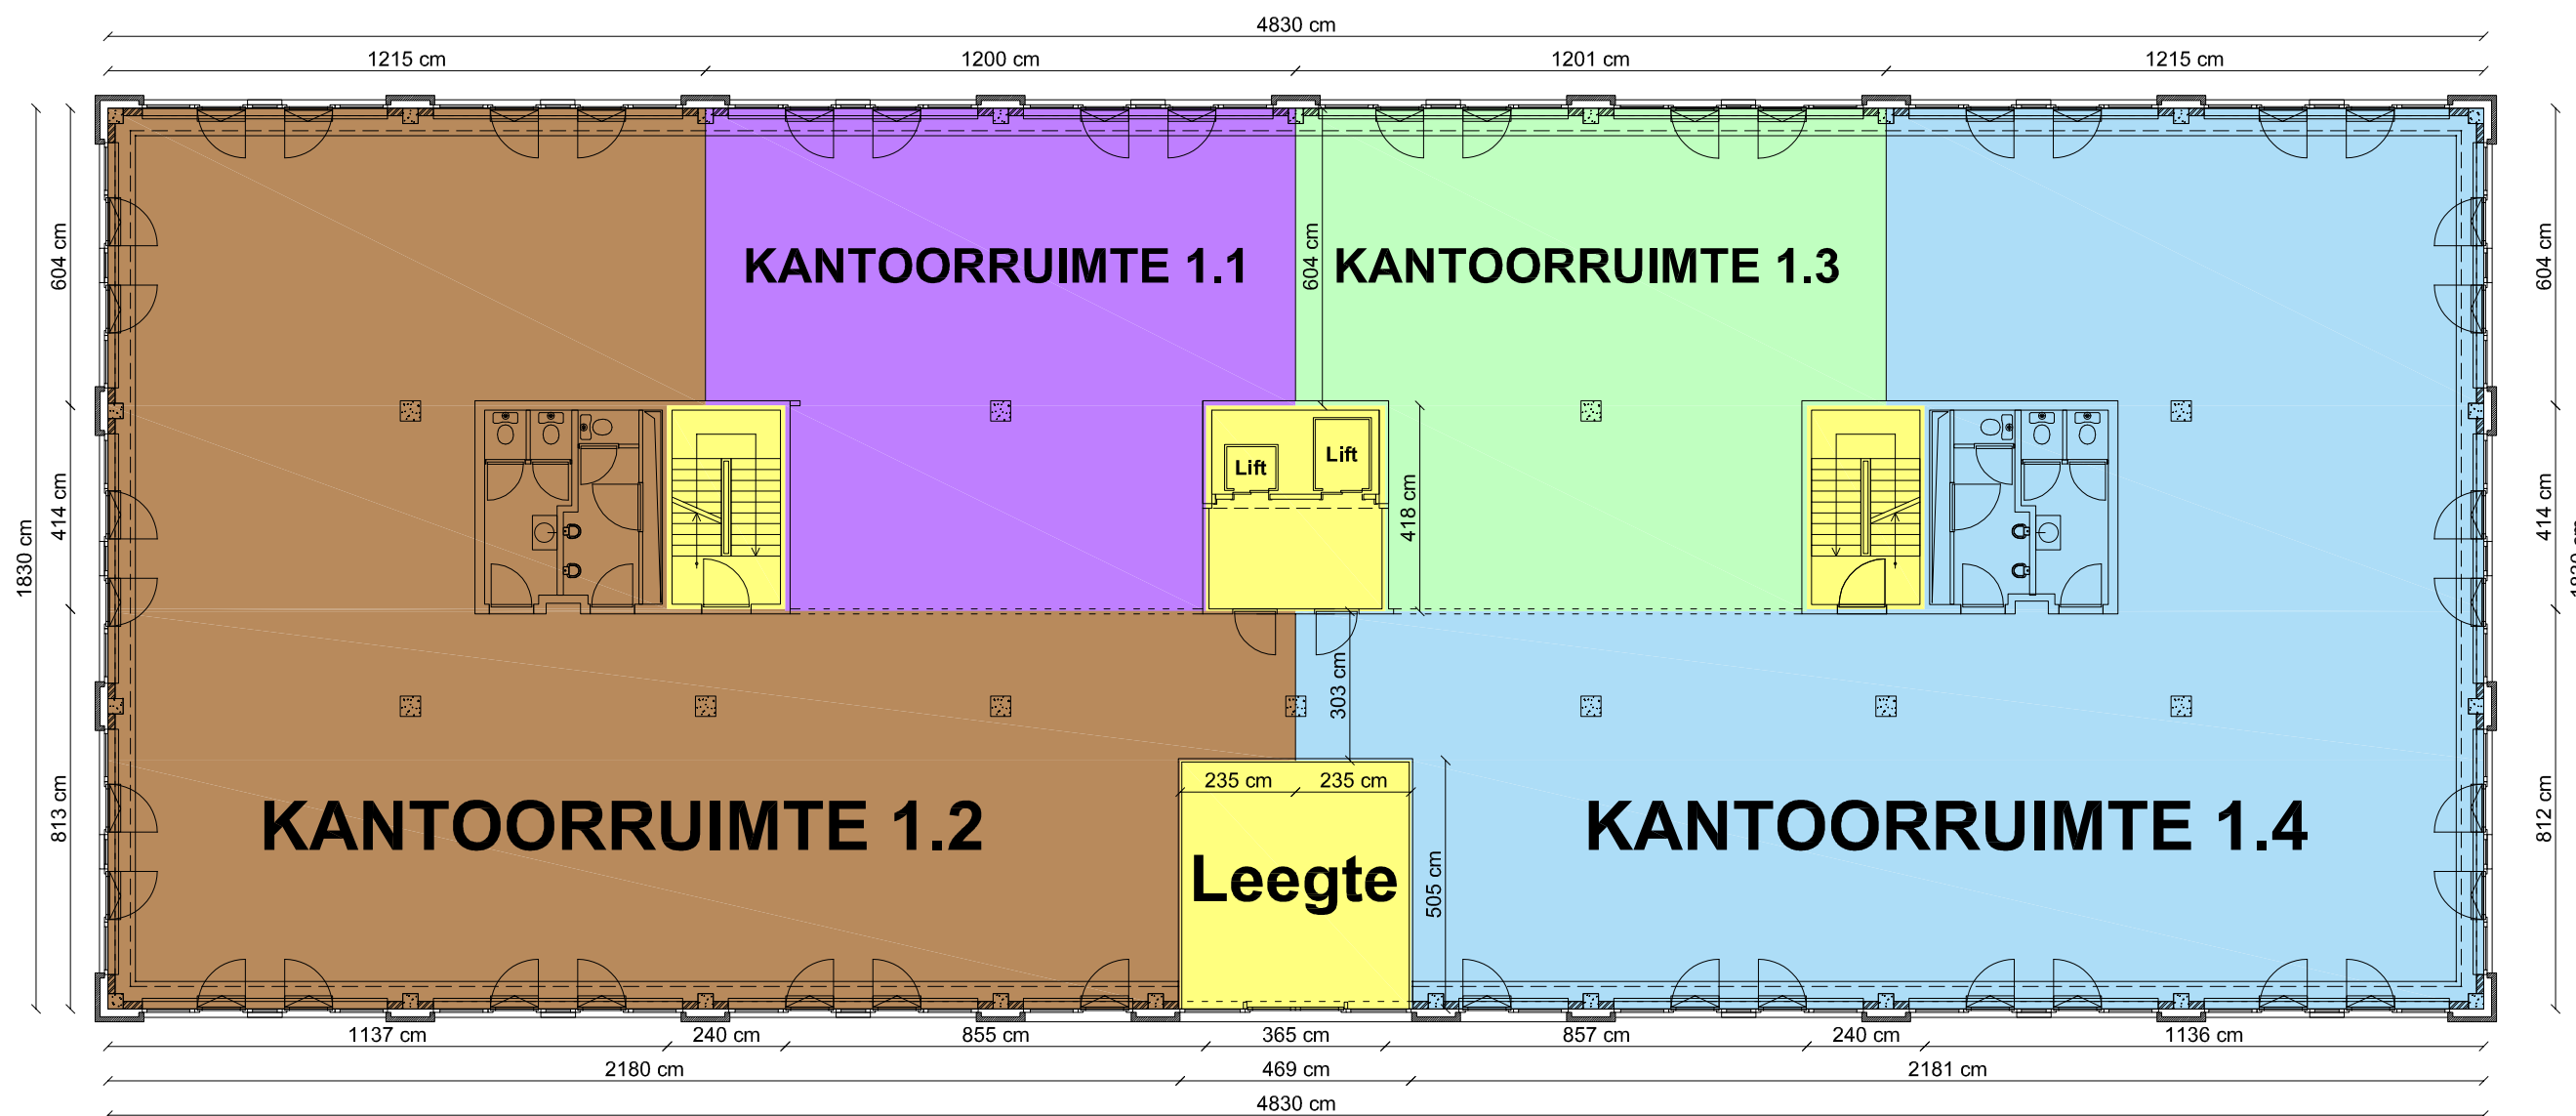 4830 cm
1215 cm 1200 cm 1201 cm 1215 cm
KANTOORRUIMTE 1.1
KANTOORRUIMTE 1.3
604 cm
604 cm
604 cm
Lift
Lift
414 cm
418 cm
414 cm
1830 cm
303 cm
235 cm 235 cm
KANTOORRUIMTE 1.2
KANTOORRUIMTE 1.4
813 cm
812 cm
Leegte
505 cm
1137 cm 240 cm 855 cm 365 cm 857 cm 240 cm 1136 cm
2180 cm 469 cm 2181 cm
4830 cm